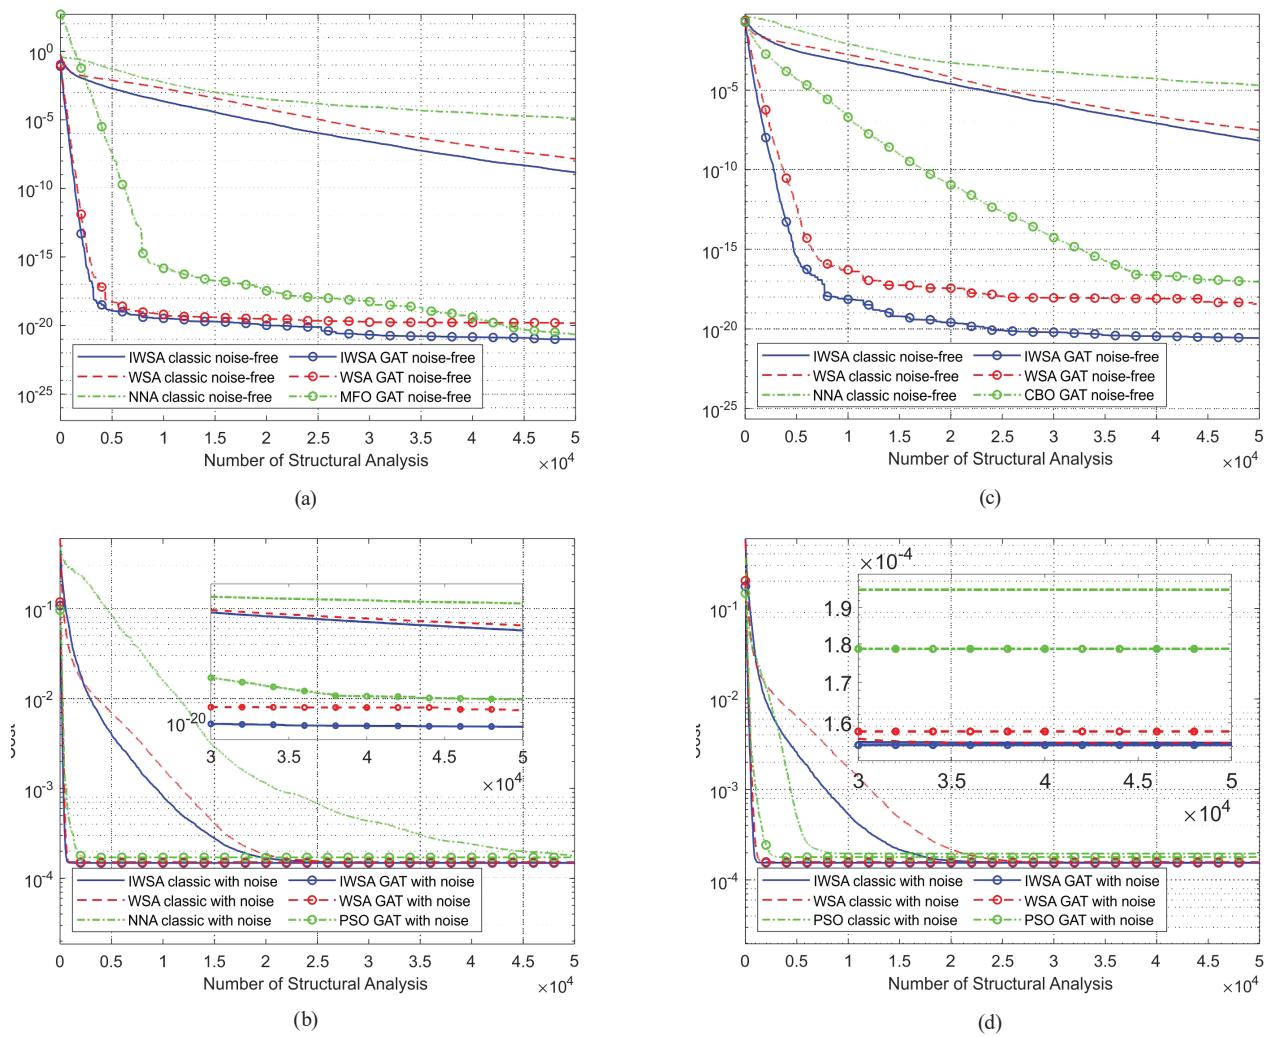 10^0
10^-5
10^-10
10^-15
10^-20
10^-25
IWSA classic noise-free
WSA classic noise-free
NNA classic noise-free
IWSA GAT noise-free
WSA GAT noise-free
MFO GAT noise-free
0 0.5 1 1.5 2 2.5 3 3.5 4 4.5 5
Number of Structural Analysis
×10^4
(a)
10^-5
10^-10
10^-15
10^-20
10^-25
IWSA classic noise-free
WSA classic noise-free
NNA classic noise-free
IWSA GAT noise-free
WSA GAT noise-free
CBO GAT noise-free
0 0.5 1 1.5 2 2.5 3 3.5 4 4.5 5
Number of Structural Analysis
×10^4
(c)
10^-1
10^-2
10^-3
10^-4
10^-20
3 3.5 4 4.5 5
×10^4
IWSA classic with noise
WSA classic with noise
NNA classic with noise
IWSA GAT with noise
WSA GAT with noise
PSO GAT with noise
0 0.5 1 1.5 2 2.5 3 3.5 4 4.5 5
Number of Structural Analysis
×10^4
(b)
10^-1
10^-2
10^-3
10^-4
×10^-4
1.9
1.8
1.7
1.6
3 3.5 4 4.5 5
×10^4
IWSA classic with noise
WSA classic with noise
PSO classic with noise
IWSA GAT with noise
WSA GAT with noise
PSO GAT with noise
0 0.5 1 1.5 2 2.5 3 3.5 4 4.5 5
Number of Structural Analysis
×10^4
(d)